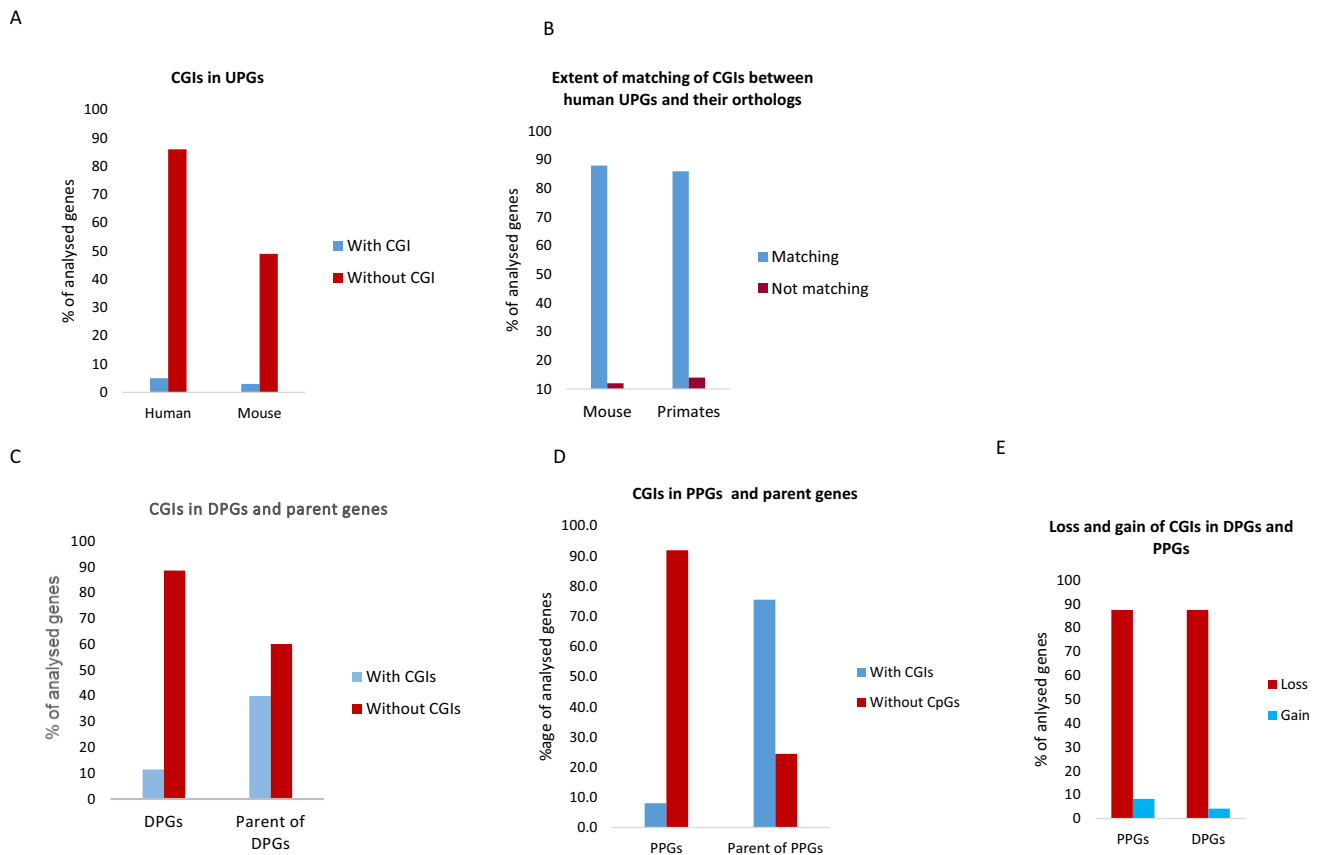 A
CGIs in UPGs
% of analysed genes
100
90
80
70
60
50
40
30
20
10
0
Human
Mouse
With CGI
Without CGI
B
Extent of matching of CGIs between
human UPGs and their orthologs
% of analysed genes
100
90
80
70
60
50
40
30
20
10
Mouse
Primates
Matching
Not matching
C
CGIs in DPGs and parent genes
% of analysed genes
100
90
80
70
60
50
40
30
20
10
0
DPGs
Parent of
DPGs
With CGIs
Without CGIs
D
CGIs in PPGs and parent genes
%age of analysed genes
100.0
90.0
80.0
70.0
60.0
50.0
40.0
30.0
20.0
10.0
0.0
PPGs
Parent of PPGs
With CGIs
Without CpGs
E
Loss and gain of CGIs in DPGs and
PPGs
% of anlysed genes
100
90
80
70
60
50
40
30
20
10
0
PPGs
DPGs
Loss
Gain